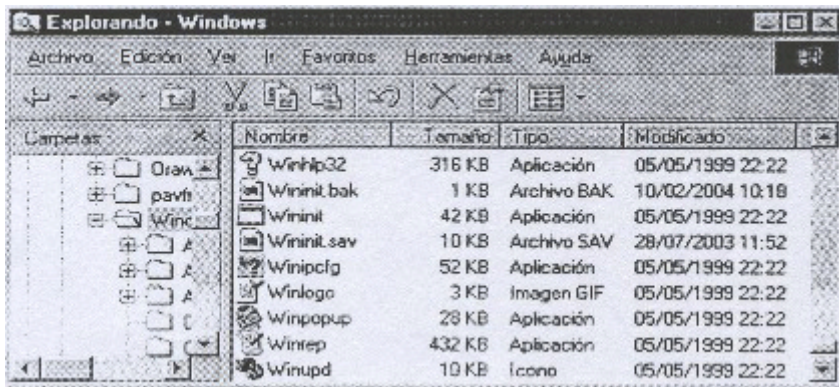 Explorando - Windows
Archivo Edición Ver Ir Favoritos Herramientas Ayuda
Carpetas
Nombre Tamaño Tipo Modificado
Draw
Winhlp32 316 KB Aplicación 05/05/1999 22:22
Wininit.bak 1 KB Archivo BAK 10/02/2004 10:18
Winc
Wininit 42 KB Aplicación 05/05/1999 22:22
A
Wininit.sav 10 KB Archivo SAV 28/07/2003 11:52
A
Winipcfg 52 KB Aplicación 05/05/1999 22:22
A
Winlogo 3 KB Imagen GIF 05/05/1999 22:22
Winpopup 28 KB Aplicación 05/05/1999 22:22
Winrep 432 KB Aplicación 05/05/1999 22:22
Winupd 10 KB Icono 05/05/1999 22:22